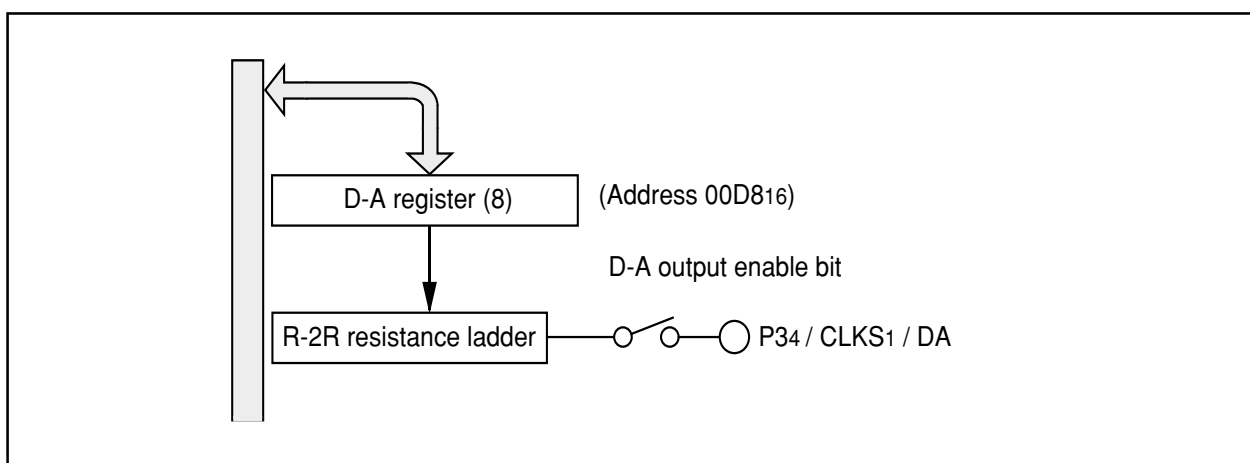 D-A register (8)
(Address 00D816)
D-A output enable bit
R-2R resistance ladder
P34 / CLKS1 / DA